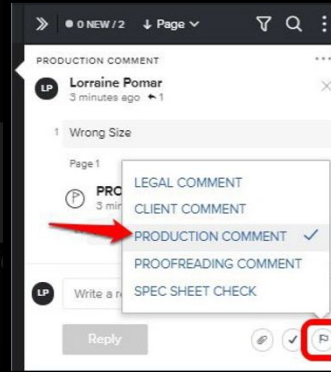 0 NEW / 2 Page
PRODUCTION COMMENT
LP Lorraine Pomar
3 minutes ago 1
1 Wrong Size
Page 1
P PRO
3 min
LEGAL COMMENT
CLIENT COMMENT
PRODUCTION COMMENT
PROOFREADING COMMENT
SPEC SHEET CHECK
LP Write a r
Reply